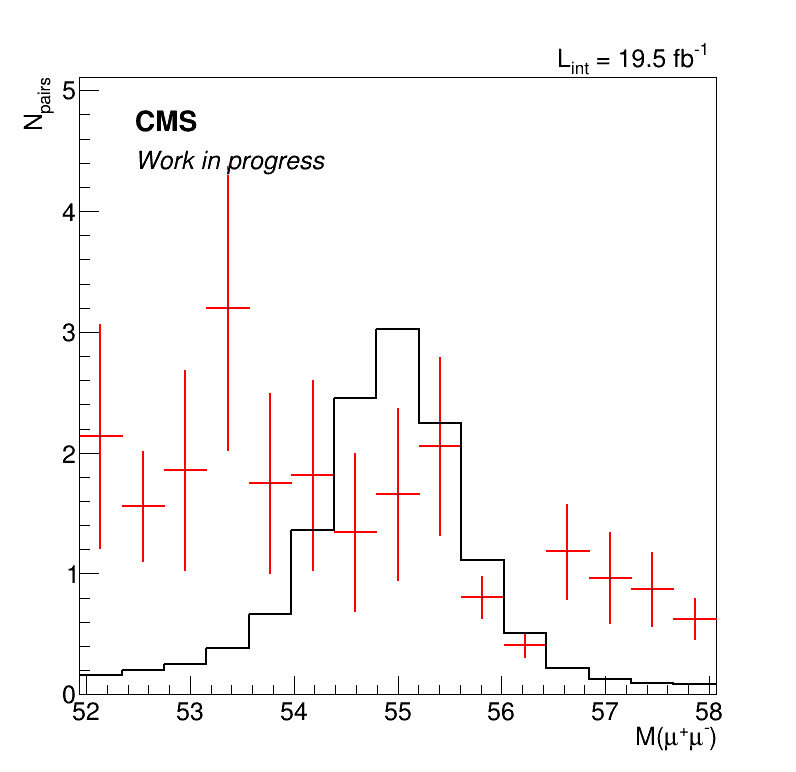 L_int = 19.5 fb^-1
N_pairs
CMS
Work in progress
5
4
3
2
1
0
52 53 54 55 56 57 58
M(μ⁺μ⁻)